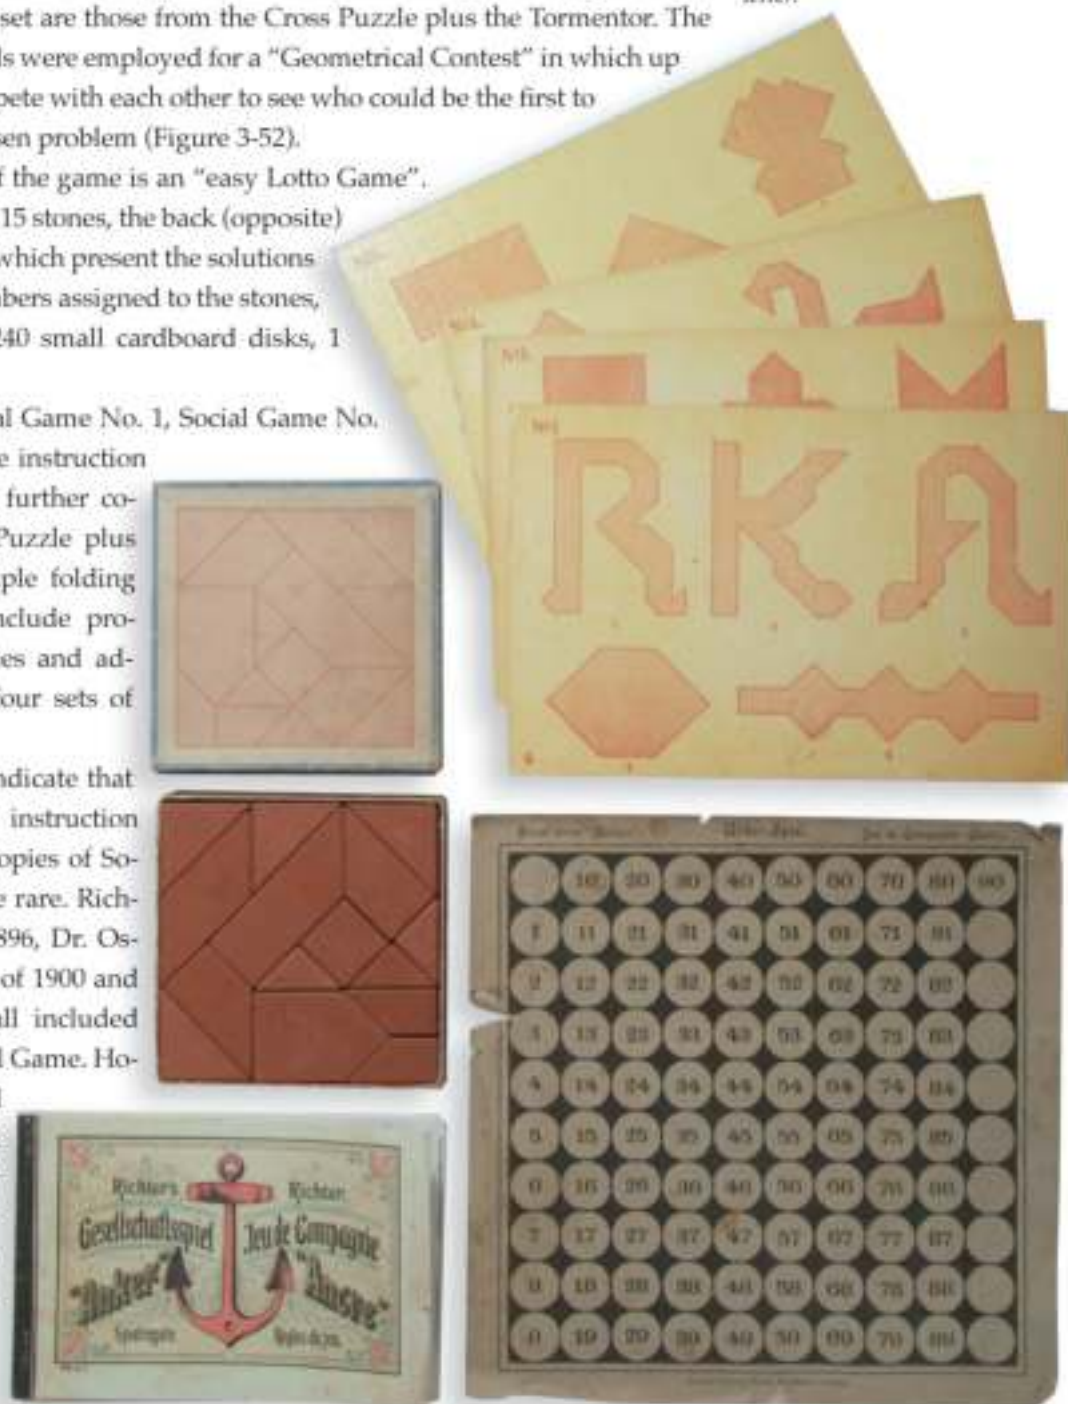 set are those from the Cross Puzzle plus the Tormentor. The
ls were employed for a “Geometrical Contest” in which up
pete with each other to see who could be the first to
sen problem (Figure 3-52).
f the game is an “easy Lotto Game”.
15 stones, the back (opposite)
which present the solutions
nbers assigned to the stones,
240 small cardboard disks, 1
al Game No. 1, Social Game No.
e instruction
further co-
Puzzle plus
ple folding
nclude pro-
es and ad-
four sets of
ndicate that
instruction
opies of So-
e rare. Rich-
896, Dr. Os-
of 1900 and
all included
l Game. Ho-
RKA
Richter's
Gesellschaftsspiel
"Anker"
Spielregeln
Richter
Jeu de Compagnie
"Ancre"
Règles du jeu.
10 20 30 40 50 60 70 80 90
1 11 21 31 41 51 61 71 81
2 12 22 32 42 52 62 72 82
3 13 23 33 43 53 63 73 83
4 14 24 34 44 54 64 74 84
5 15 25 35 45 55 65 75 85
6 16 26 36 46 56 66 76 86
7 17 27 37 47 57 67 77 87
8 18 28 38 48 58 68 78 88
9 19 29 39 49 59 69 79 89